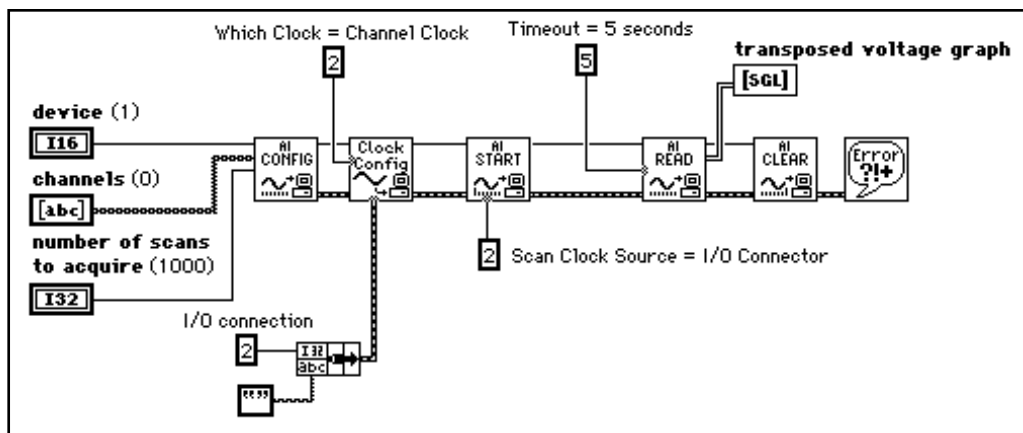 Which Clock = Channel Clock
2
Timeout = 5 seconds
5
transposed voltage graph
[SGL]
device (1)
I16
channels (0)
[abc]
number of scans
to acquire (1000)
I32
AI
CONFIG
Clock
Config
AI
START
AI
READ
AI
CLEAR
Error
?!+
2
Scan Clock Source = I/O Connector
I/O connection
2
I32
abc
""